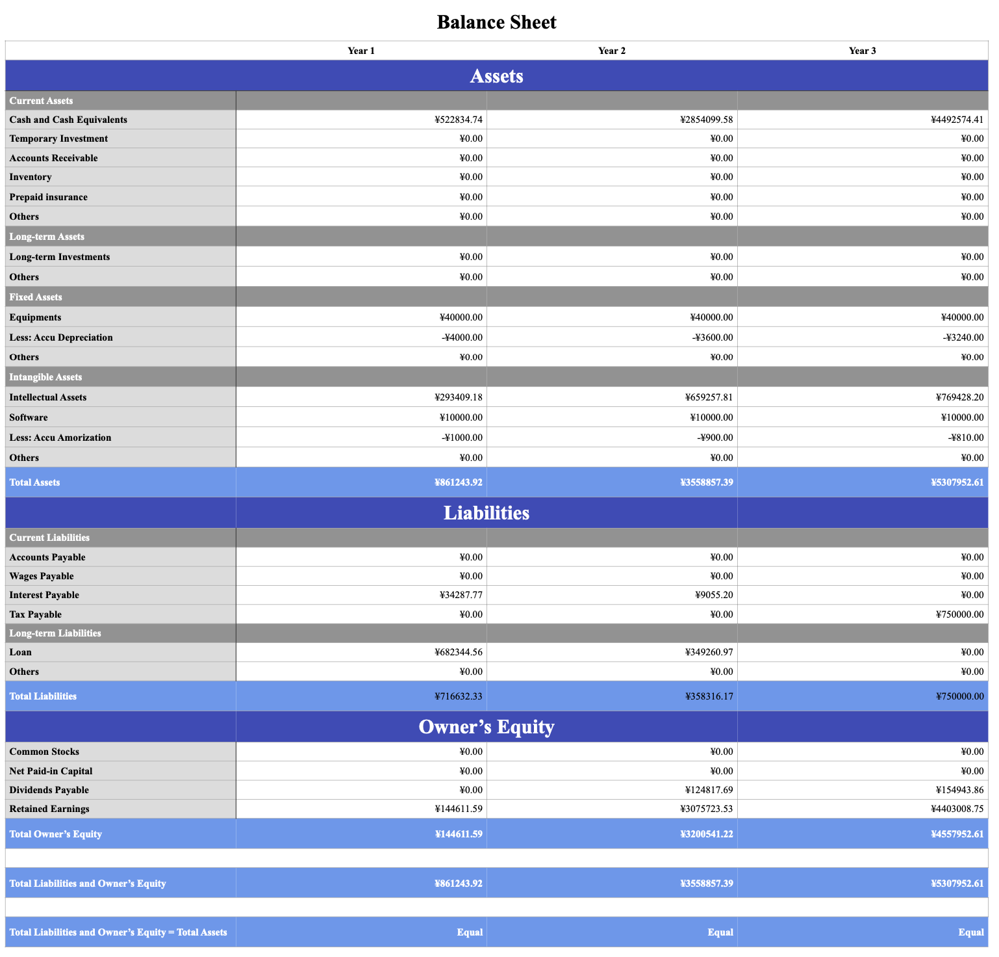 Balance Sheet
Year 1 Year 2 Year 3
Assets
Current Assets
Cash and Cash Equivalents ¥522834.74 ¥2854099.58 ¥4492574.41
Temporary Investment ¥0.00 ¥0.00 ¥0.00
Accounts Receivable ¥0.00 ¥0.00 ¥0.00
Inventory ¥0.00 ¥0.00 ¥0.00
Prepaid insurance ¥0.00 ¥0.00 ¥0.00
Others ¥0.00 ¥0.00 ¥0.00
Long-term Assets
Long-term Investments ¥0.00 ¥0.00 ¥0.00
Others ¥0.00 ¥0.00 ¥0.00
Fixed Assets
Equipments ¥40000.00 ¥40000.00 ¥40000.00
Less: Accu Depreciation -¥4000.00 -¥3600.00 -¥3240.00
Others ¥0.00 ¥0.00 ¥0.00
Intangible Assets
Intellectual Assets ¥293409.18 ¥659257.81 ¥769428.20
Software ¥10000.00 ¥10000.00 ¥10000.00
Less: Accu Amorization -¥1000.00 -¥900.00 -¥810.00
Others ¥0.00 ¥0.00 ¥0.00
Total Assets ¥861243.92 ¥3558857.39 ¥5307952.61
Liabilities
Current Liabilities
Accounts Payable ¥0.00 ¥0.00 ¥0.00
Wages Payable ¥0.00 ¥0.00 ¥0.00
Interest Payable ¥34287.77 ¥9055.20 ¥0.00
Tax Payable ¥0.00 ¥0.00 ¥750000.00
Long-term Liabilities
Loan ¥682344.56 ¥349260.97 ¥0.00
Others ¥0.00 ¥0.00 ¥0.00
Total Liabilities ¥716632.33 ¥358316.17 ¥750000.00
Owner’s Equity
Common Stocks ¥0.00 ¥0.00 ¥0.00
Net Paid-in Capital ¥0.00 ¥0.00 ¥0.00
Dividends Payable ¥0.00 ¥124817.69 ¥154943.86
Retained Earnings ¥144611.59 ¥3075723.53 ¥4403008.75
Total Owner’s Equity ¥144611.59 ¥3200541.22 ¥4557952.61
Total Liabilities and Owner’s Equity ¥861243.92 ¥3558857.39 ¥5307952.61
Total Liabilities and Owner’s Equity = Total Assets Equal Equal Equal